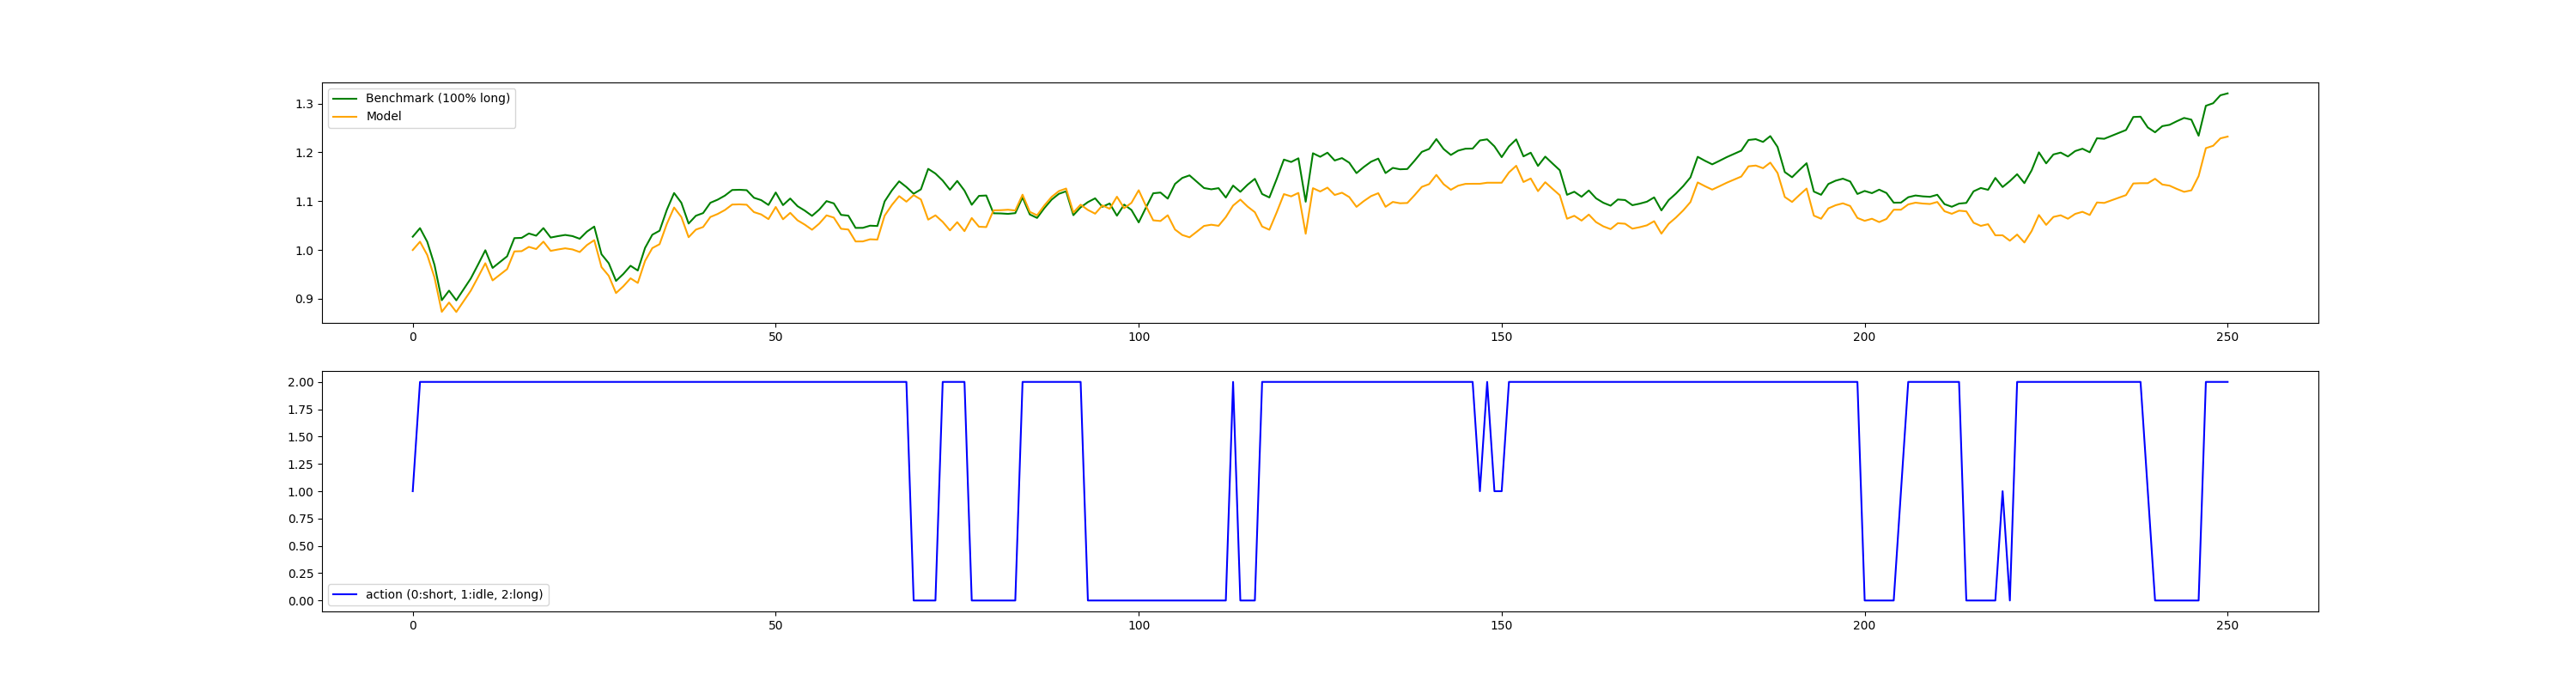 Benchmark (100% long)
Model
1.3
1.2
1.1
1.0
0.9
0 50 100 150 200 250
2.00
1.75
1.50
1.25
1.00
0.75
0.50
0.25
0.00
action (0:short, 1:idle, 2:long)
0 50 100 150 200 250